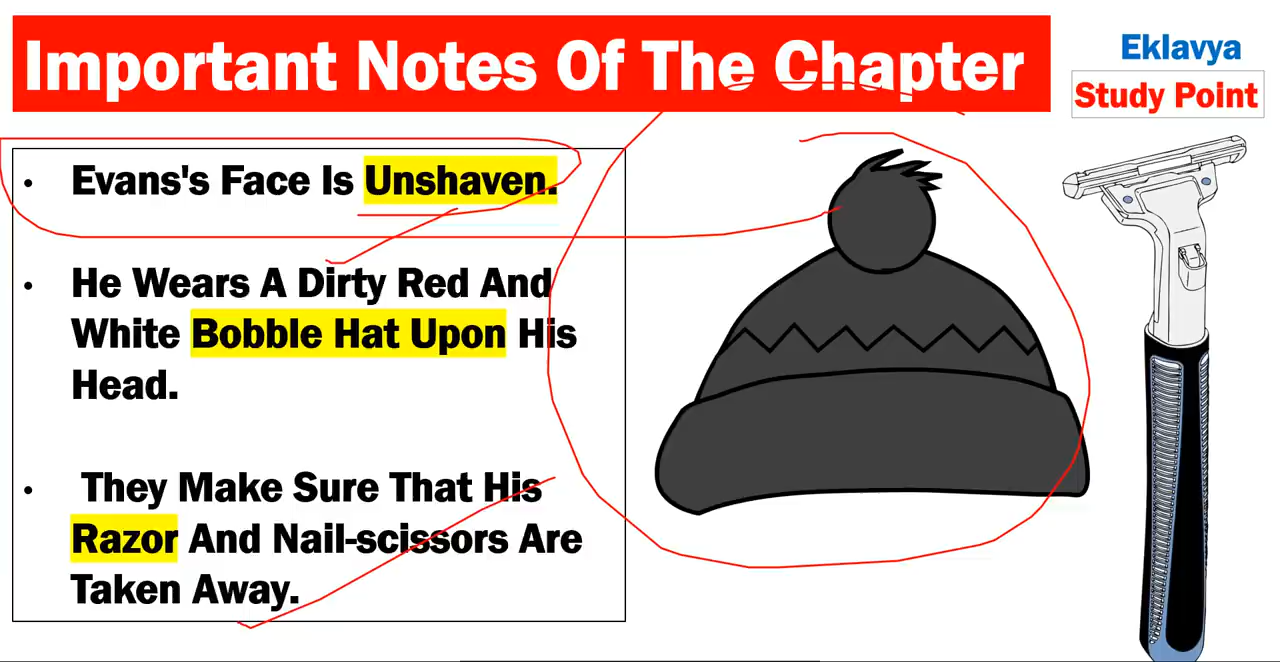 Important Notes Of The Chapter
Eklavya
Study Point
• Evans's Face Is Unshaven.
• He Wears A Dirty Red And
White Bobble Hat Upon His
Head.
• They Make Sure That His
Razor And Nail-scissors Are
Taken Away.